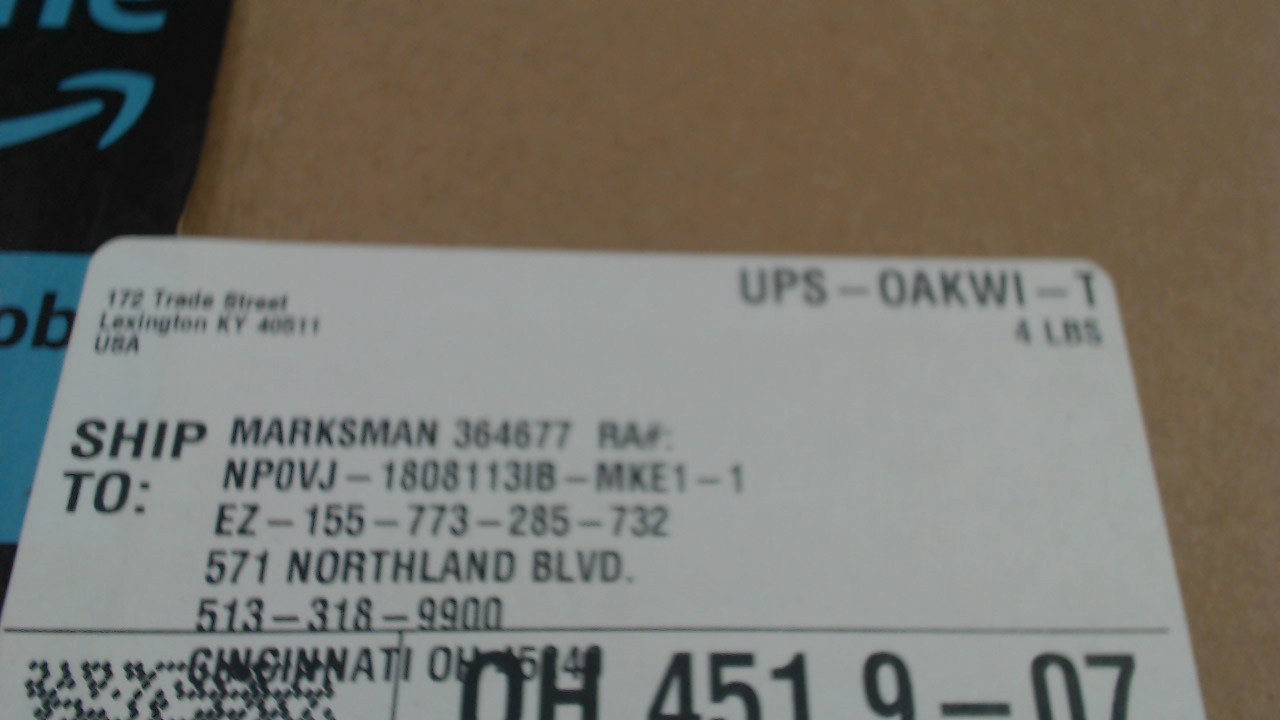 172 Trade Street
Lexington KY 40511
USA
UPS-OAKWI-T
4 LBS
SHIP TO:
MARKSMAN 364677 RA#:
NP0VJ-1808113IB-MKE1-1
EZ-155-773-285-732
571 NORTHLAND BLVD.
513-318-9900
CINCINNATI OH
OH 451 9-07